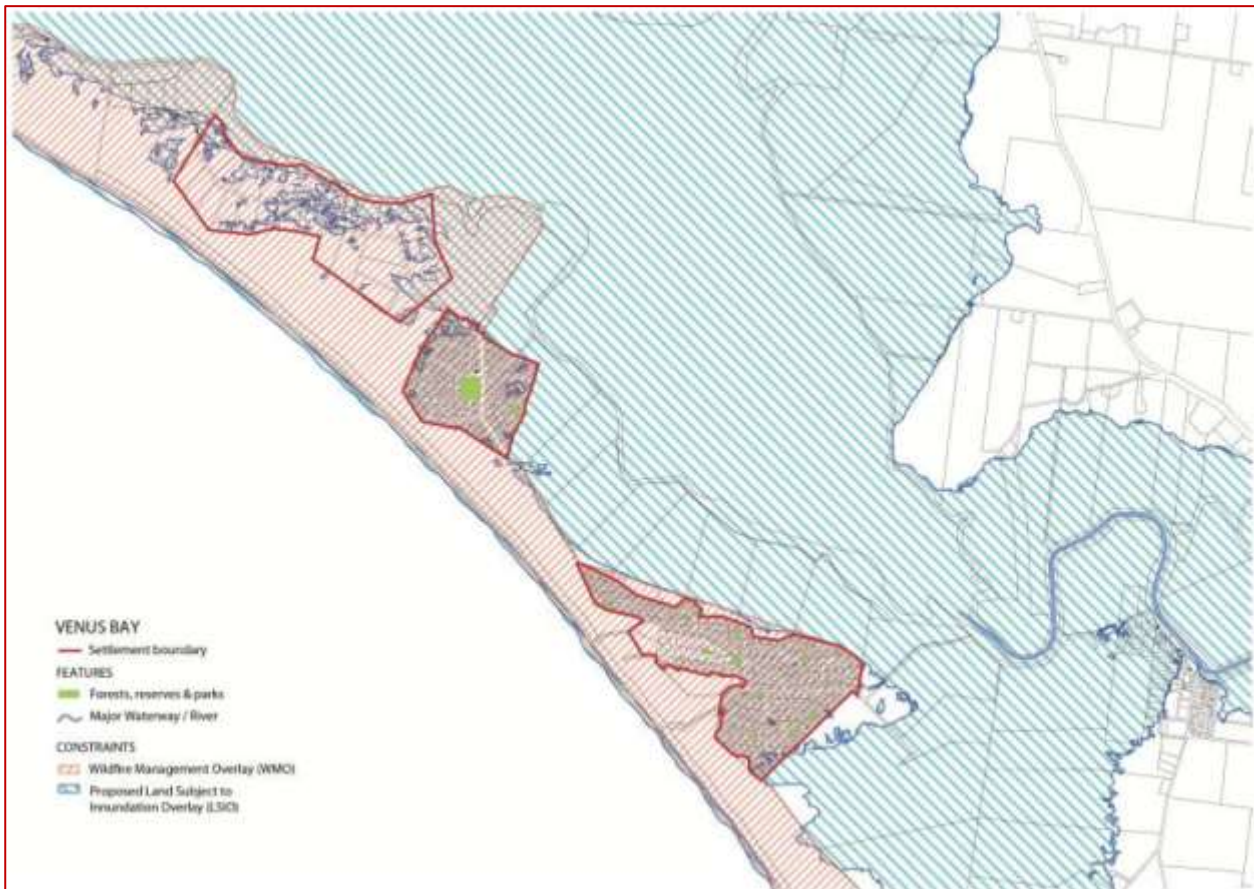 VENUS BAY
Settlement boundary
FEATURES
Forests, reserves & parks
Major Waterway / River
CONSTRAINTS
Wildfire Management Overlay (WMO)
Proposed Land Subject to
Innundation Overlay (LSIO)